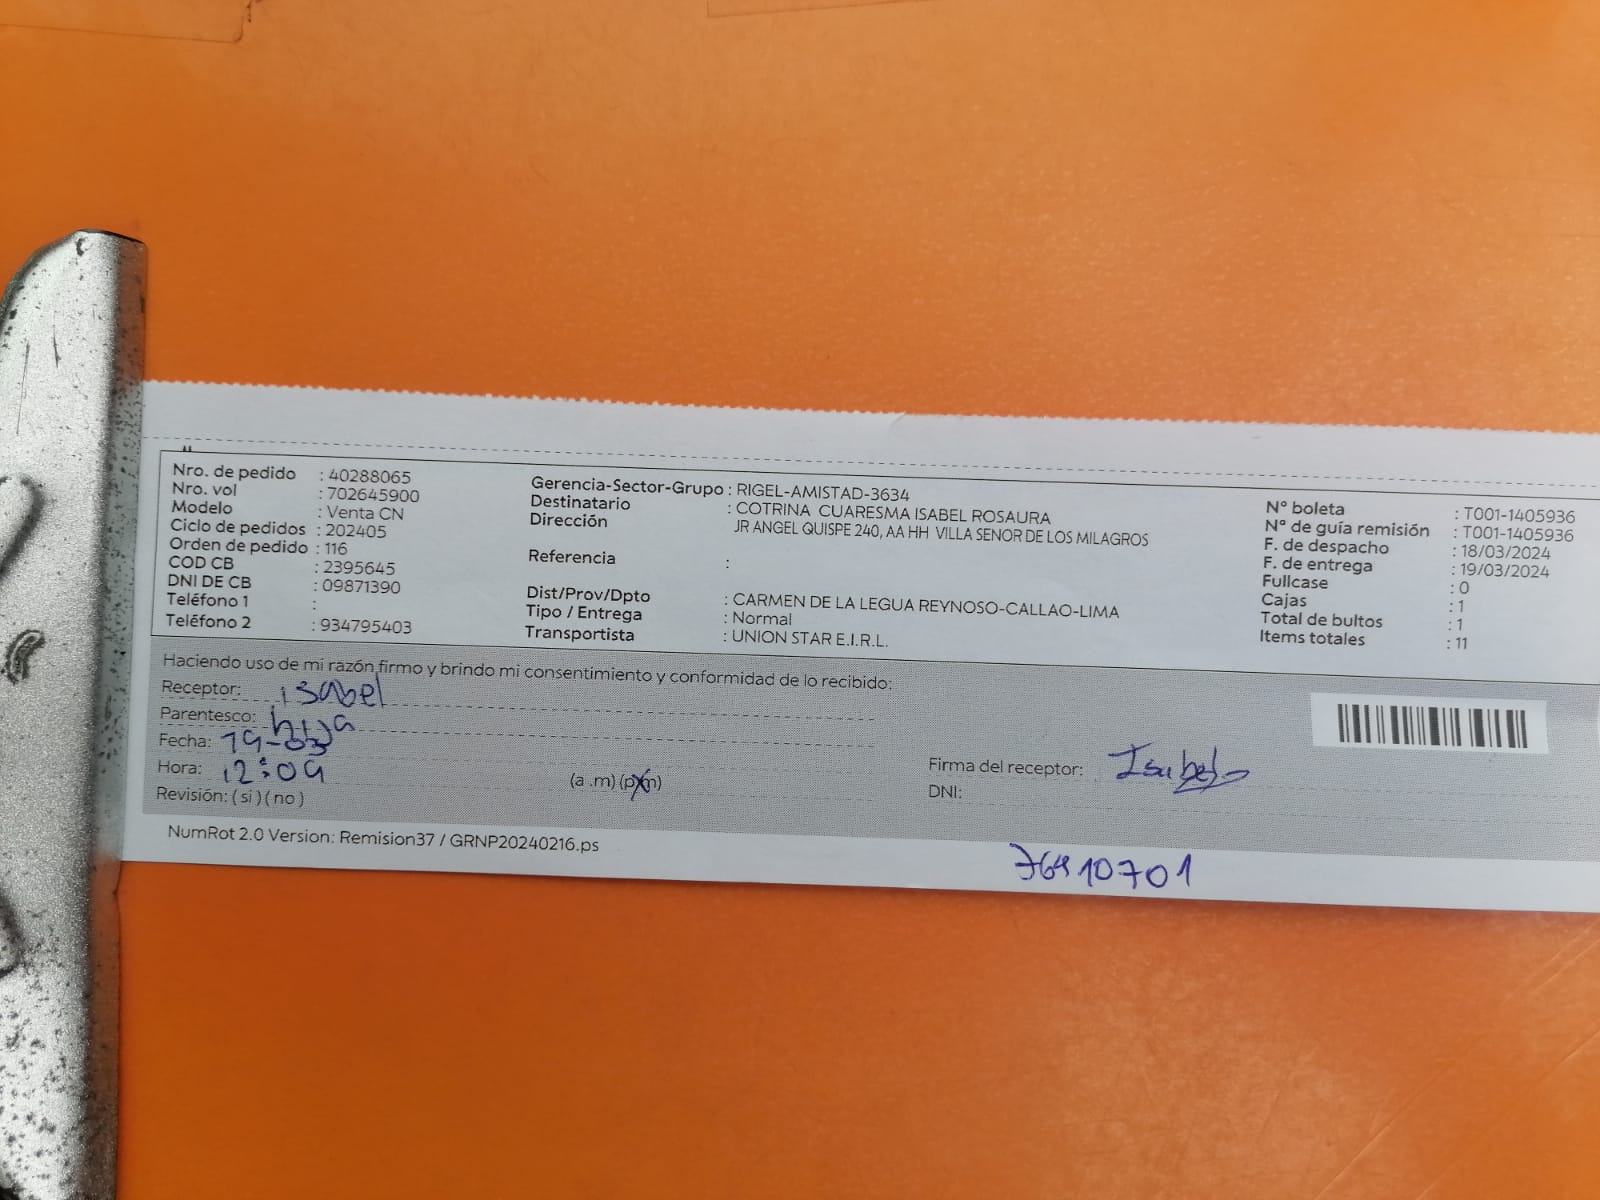 Nro. de pedido : 40288065
Nro. vol : 702645900
Modelo : Venta CN
Ciclo de pedidos : 202405
Orden de pedido : 116
COD CB : 2395645
DNI DE CB : 09871390
Teléfono 1 :
Teléfono 2 : 934795403
Gerencia-Sector-Grupo : RIGEL-AMISTAD-3634
Destinatario : COTRINA CUARESMA ISABEL ROSAURA
Dirección JR ANGEL QUISPE 240, AA HH VILLA SENOR DE LOS MILAGROS
Referencia :
Dist/Prov/Dpto : CARMEN DE LA LEGUA REYNOSO-CALLAO-LIMA
Tipo / Entrega : Normal
Transportista : UNION STAR E.I.R.L.
N° boleta : T001-1405936
N° de guía remisión : T001-1405936
F. de despacho : 18/03/2024
F. de entrega : 19/03/2024
Fullcase : 0
Cajas : 1
Total de bultos : 1
Items totales : 11
Haciendo uso de mi razón firmo y brindo mi consentimiento y conformidad de lo recibido:
Receptor: isabel
Parentesco: hija
Fecha: 19-03
Hora: 12:09 (a .m) (p.m)
Revisión: ( si ) ( no )
Firma del receptor: Isabel
DNI:
76910701
NumRot 2.0 Version: Remision37 / GRNP20240216.ps